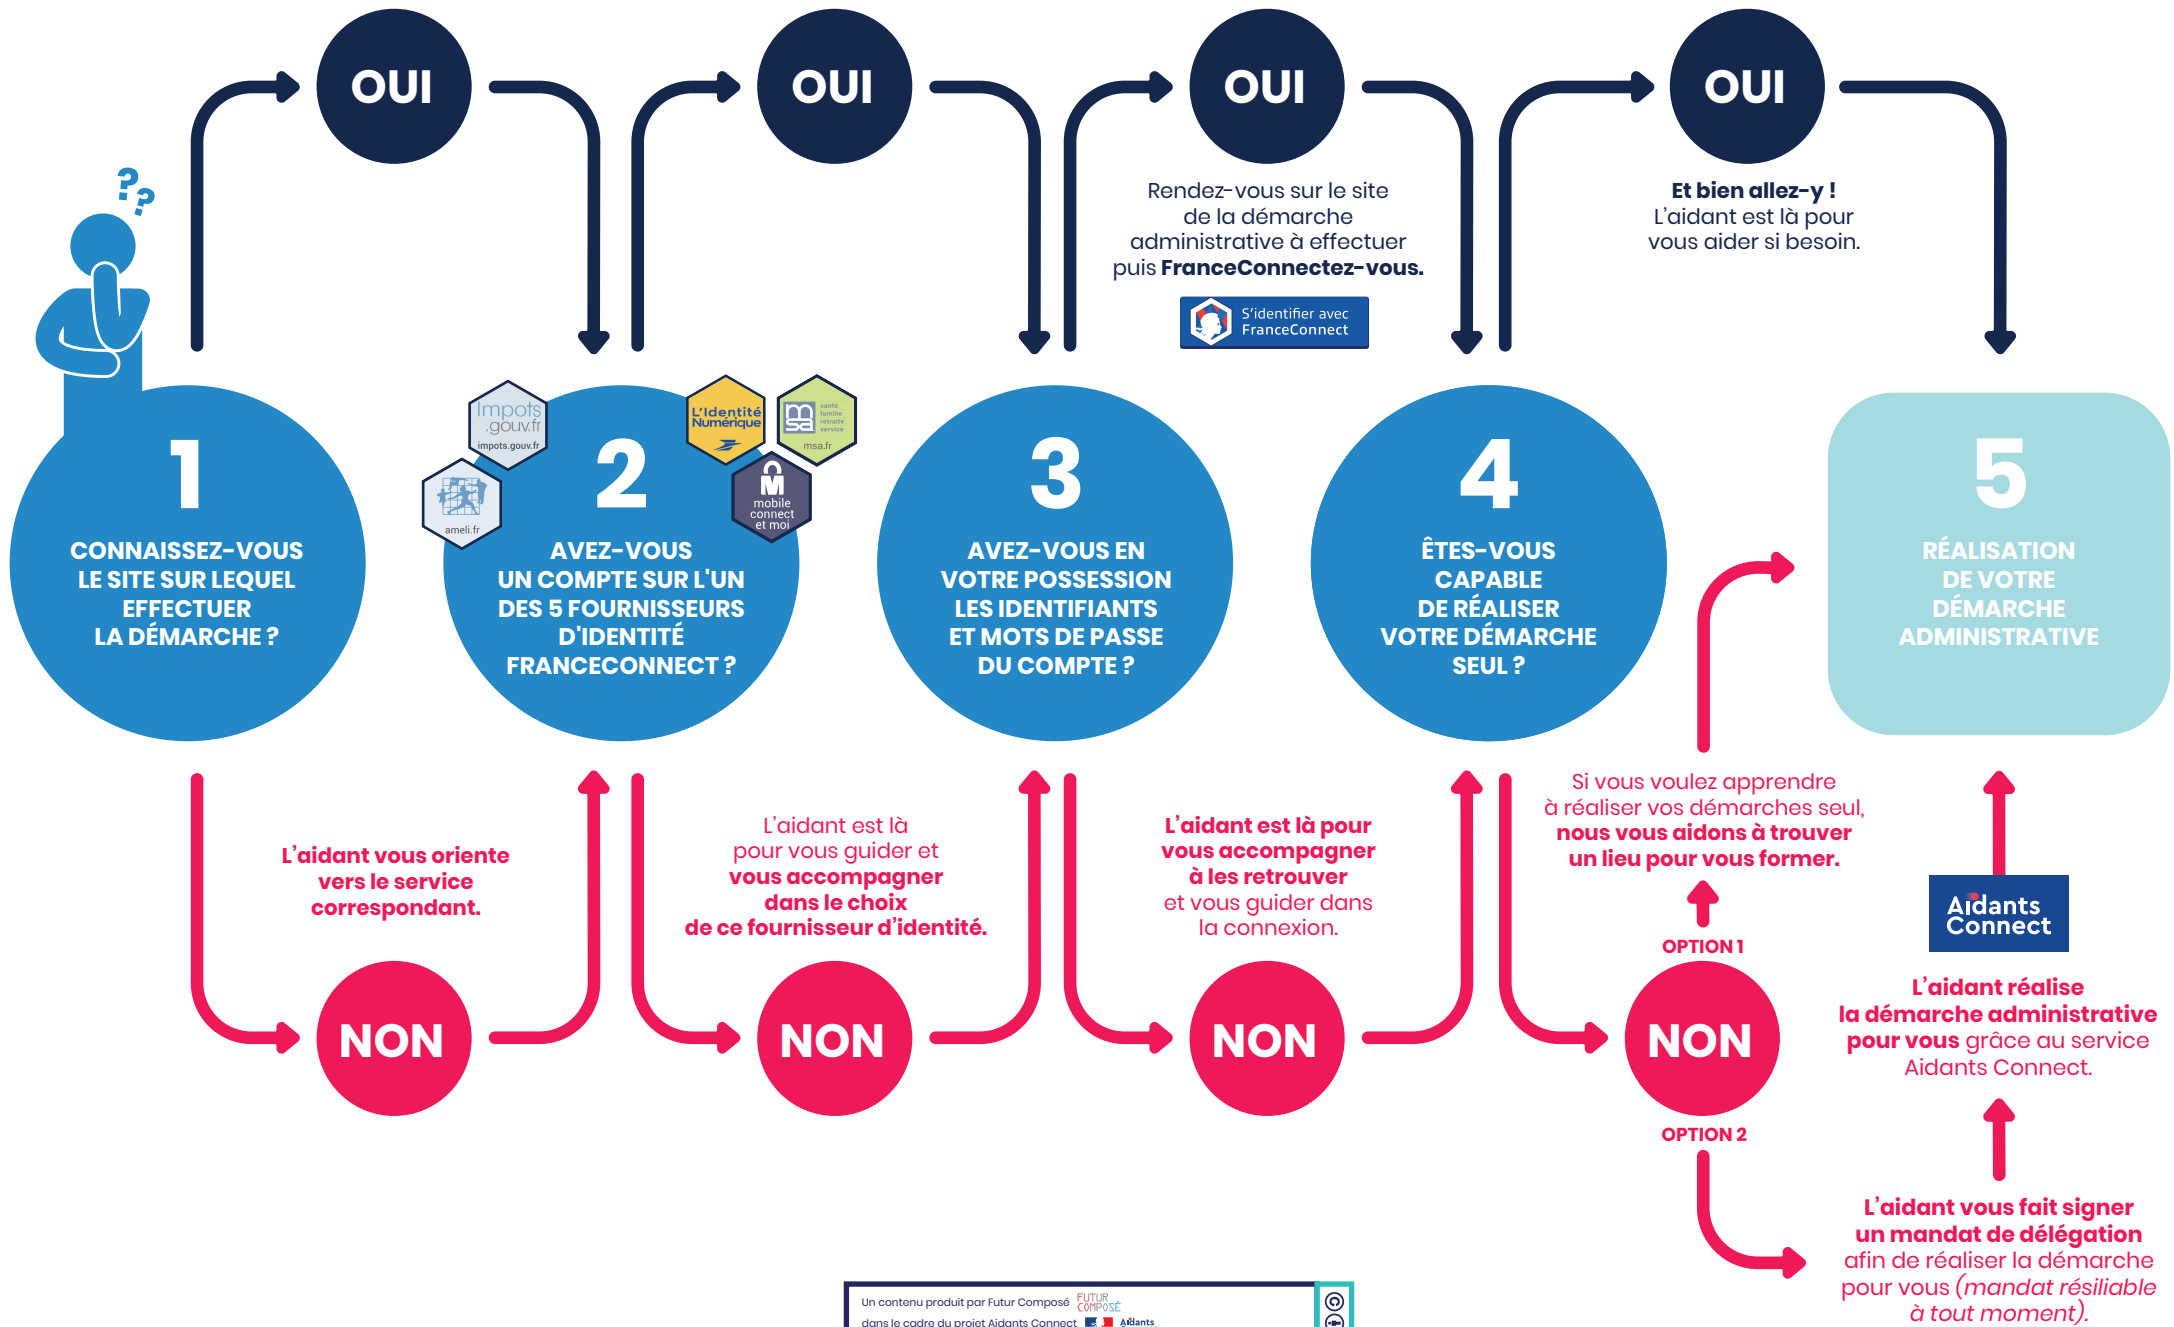 OUI
OUI
OUI
OUI
??
Rendez-vous sur le site
de la démarche
administrative à effectuer
puis FranceConnectez-vous.
S'identifier avec
FranceConnect
Et bien allez-y !
L'aidant est là pour
vous aider si besoin.
1
CONNAISSEZ-VOUS
LE SITE SUR LEQUEL
EFFECTUER
LA DÉMARCHE ?
Impots
.gouv.fr
impots.gouv.fr
ameli.fr
L'Identité
Numérique
msa
santé
famille
retraite
service
msa.fr
M
mobile
connect
et moi
2
AVEZ-VOUS
UN COMPTE SUR L'UN
DES 5 FOURNISSEURS
D'IDENTITÉ
FRANCECONNECT ?
3
AVEZ-VOUS EN
VOTRE POSSESSION
LES IDENTIFIANTS
ET MOTS DE PASSE
DU COMPTE ?
4
ÊTES-VOUS
CAPABLE
DE RÉALISER
VOTRE DÉMARCHE
SEUL ?
5
RÉALISATION
DE VOTRE
DÉMARCHE
ADMINISTRATIVE
L'aidant vous oriente
vers le service
correspondant.
NON
L'aidant est là
pour vous guider et
vous accompagner
dans le choix
de ce fournisseur d'identité.
NON
L'aidant est là pour
vous accompagner
à les retrouver
et vous guider dans
la connexion.
NON
Si vous voulez apprendre
à réaliser vos démarches seul,
nous vous aidons à trouver
un lieu pour vous former.
OPTION 1
NON
OPTION 2
Aidants
Connect
L'aidant réalise
la démarche administrative
pour vous grâce au service
Aidants Connect.
L'aidant vous fait signer
un mandat de délégation
afin de réaliser la démarche
pour vous (mandat résiliable
à tout moment).
Un contenu produit par Futur Composé FUTUR
COMPOSÉ
dans le cadre du projet Aidants Connect Aidants